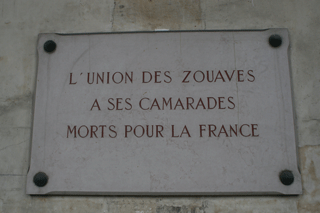 L'UNION DES ZOUAVES
A SES CAMARADES
MORTS POUR LA FRANCE